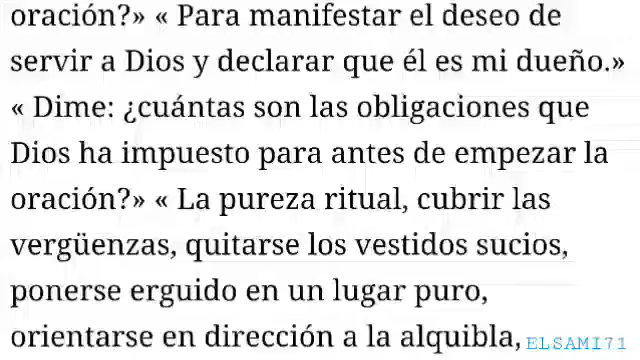 oración?» « Para manifestar el deseo de
servir a Dios y declarar que él es mi dueño.»
« Dime: ¿cuántas son las obligaciones que
Dios ha impuesto para antes de empezar la
oración?» « La pureza ritual, cubrir las
vergüenzas, quitarse los vestidos sucios,
ponerse erguido en un lugar puro,
orientarse en dirección a la alquibla,
ELSAMI71